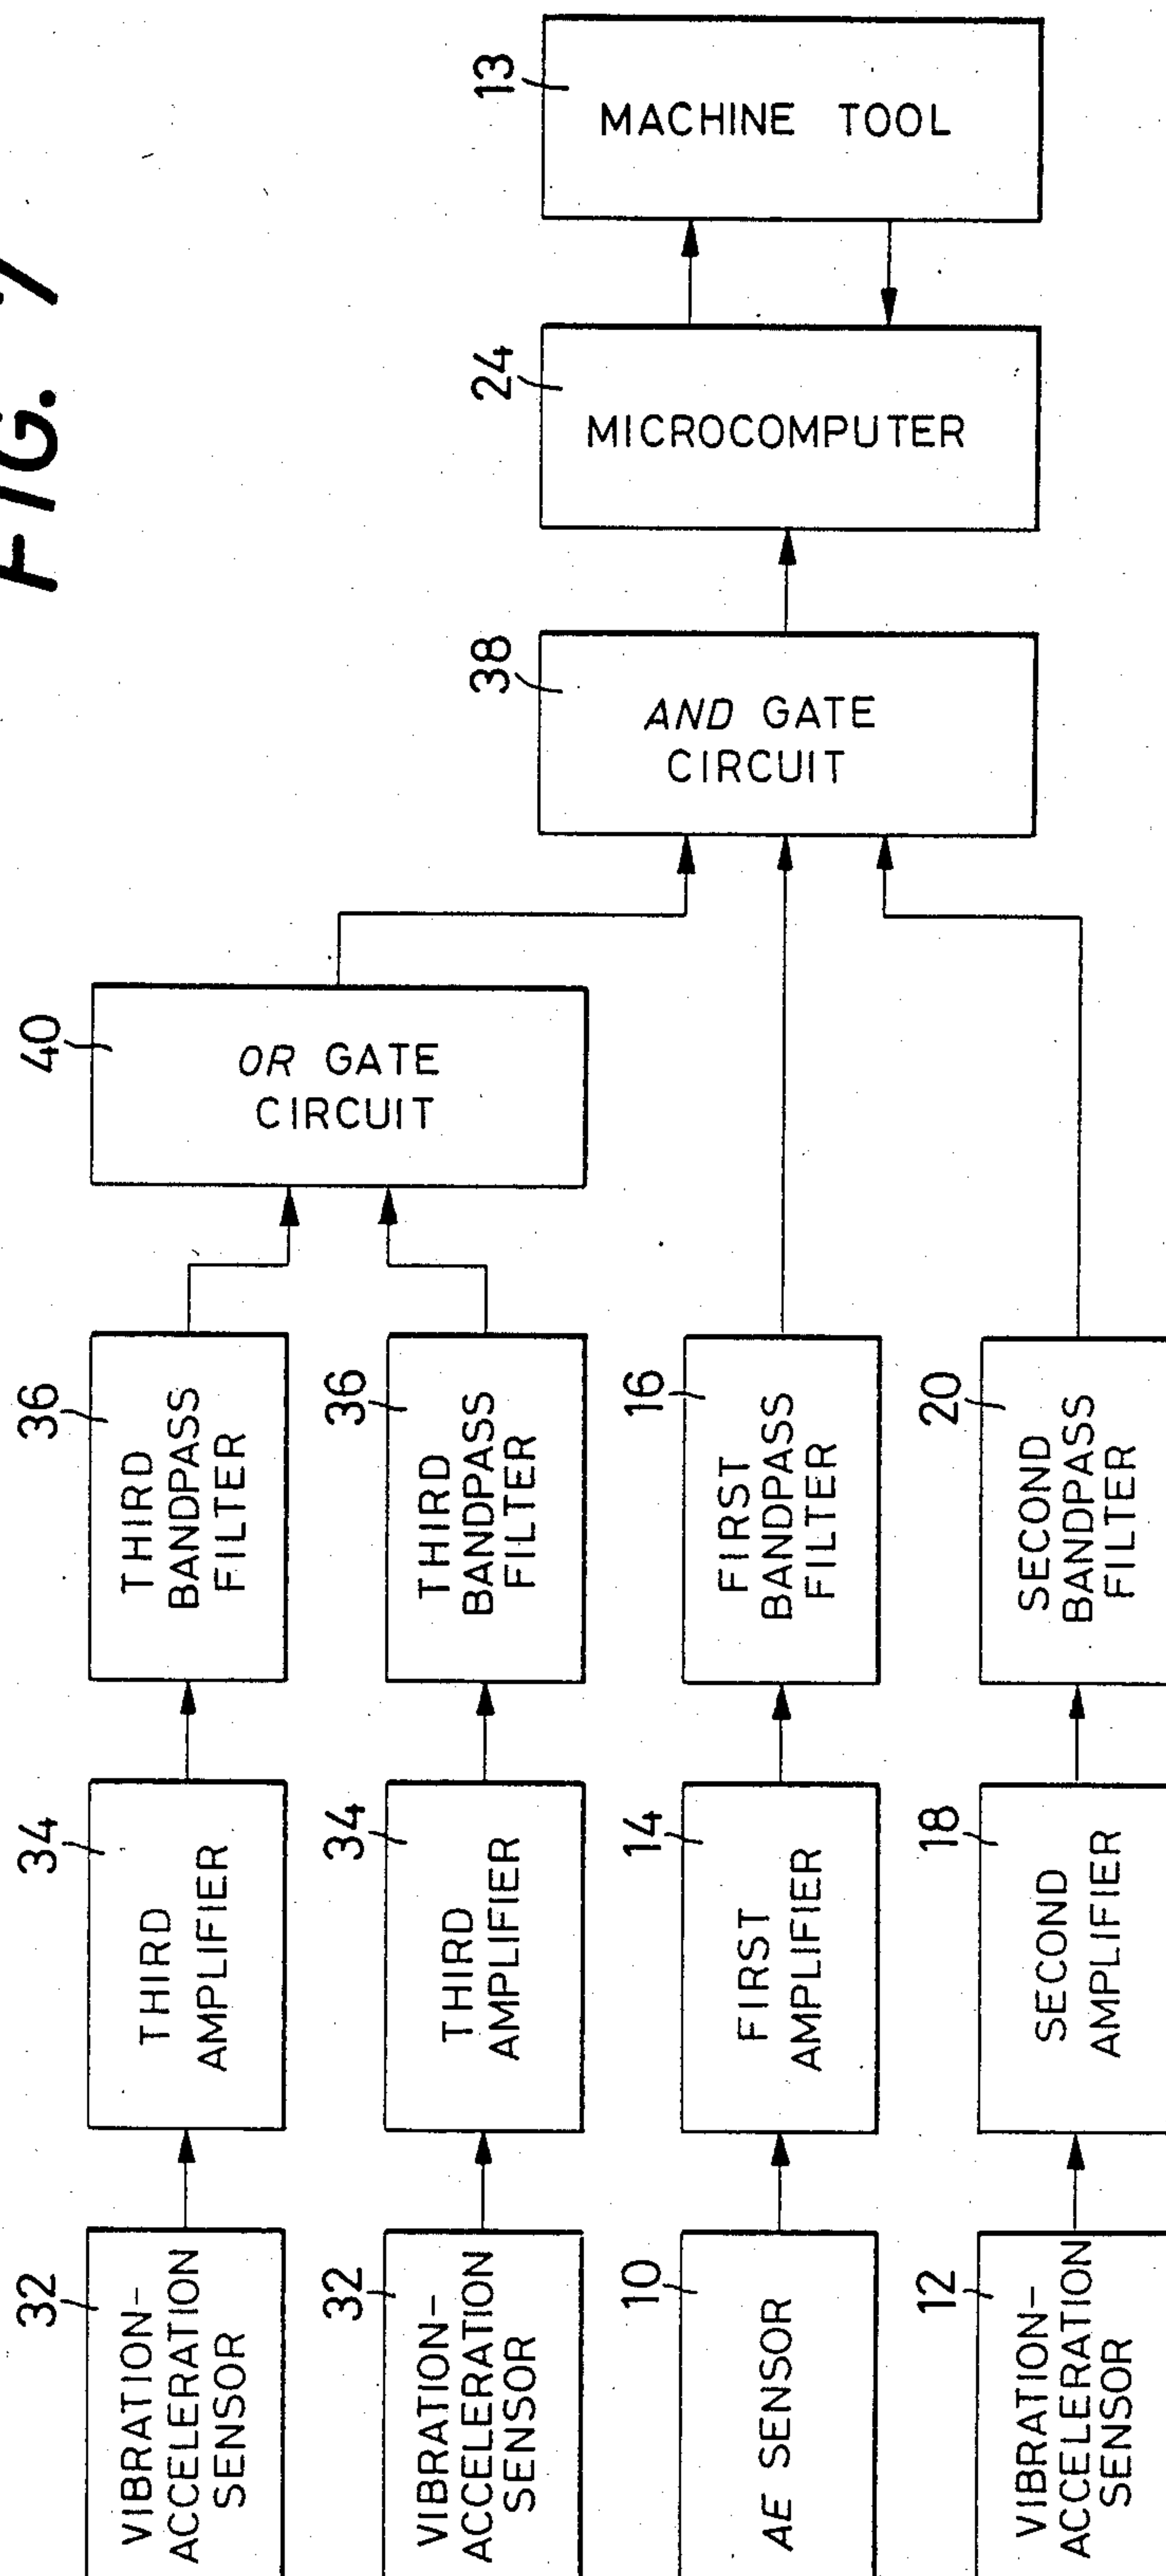 FIG. 7
32
VIBRATION-
ACCELERATION
SENSOR
34
THIRD
AMPLIFIER
36
THIRD
BANDPASS
FILTER
40
OR GATE
CIRCUIT
32
VIBRATION-
ACCELERATION
SENSOR
34
THIRD
AMPLIFIER
36
THIRD
BANDPASS
FILTER
10
AE SENSOR
14
FIRST
AMPLIFIER
16
FIRST
BANDPASS
FILTER
38
AND GATE
CIRCUIT
24
MICROCOMPUTER
13
MACHINE TOOL
12
VIBRATION-
ACCELERATION
SENSOR
18
SECOND
AMPLIFIER
20
SECOND
BANDPASS
FILTER